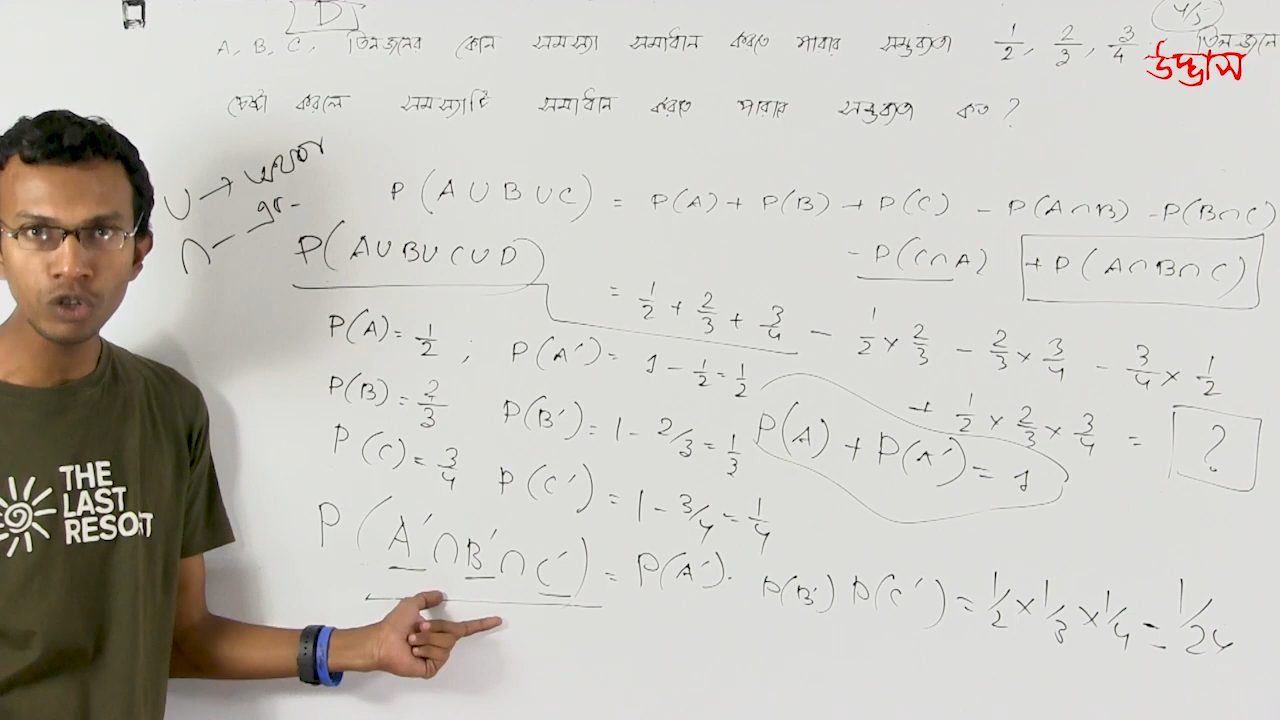 D
4/5
A, B, C, তিনজনের কোন সমস্যা সমাধান করতে পারার সম্ভাব্যতা 1/2, 2/3, 3/4 তিনজনে
উদ্ভাস
চেষ্টা করলে সমস্যাটি সমাধান করতে পারার সম্ভাব্যতা কত ?
∪ → অথবা
∩ —
P(A∪B∪C) = P(A) + P(B) + P(C) - P(A∩B) - P(B∩C)
- P(C∩A) + P(A∩B∩C)
P(A∪B∪C∪D)
= 1/2 + 2/3 + 3/4 - 1/2 × 2/3 - 2/3 × 3/4 - 3/4 × 1/2
+ 1/2 × 2/3 × 3/4 = ?
P(A) = 1/2 ; P(A′) = 1 - 1/2 = 1/2
P(B) = 2/3 P(B′) = 1 - 2/3 = 1/3
P(A) + P(A′) = 1
P(C) = 3/4 P(C′) = 1 - 3/4 = 1/4
P(A′∩B′∩C′) = P(A′). P(B′) P(C′) = 1/2 × 1/3 × 1/4 = 1/24
THE
LAST
RESORT